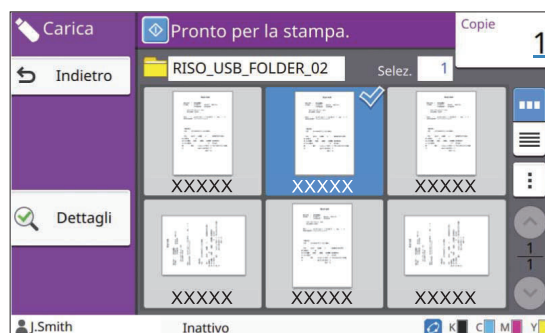 Carica
Pronto per la stampa.
Copie
1
Indietro
RISO_USB_FOLDER_02
Selez.
1
XXXXX
XXXXX
XXXXX
Dettagli
1
1
XXXXX
XXXXX
XXXXX
J.Smith
Inattivo
K C M Y